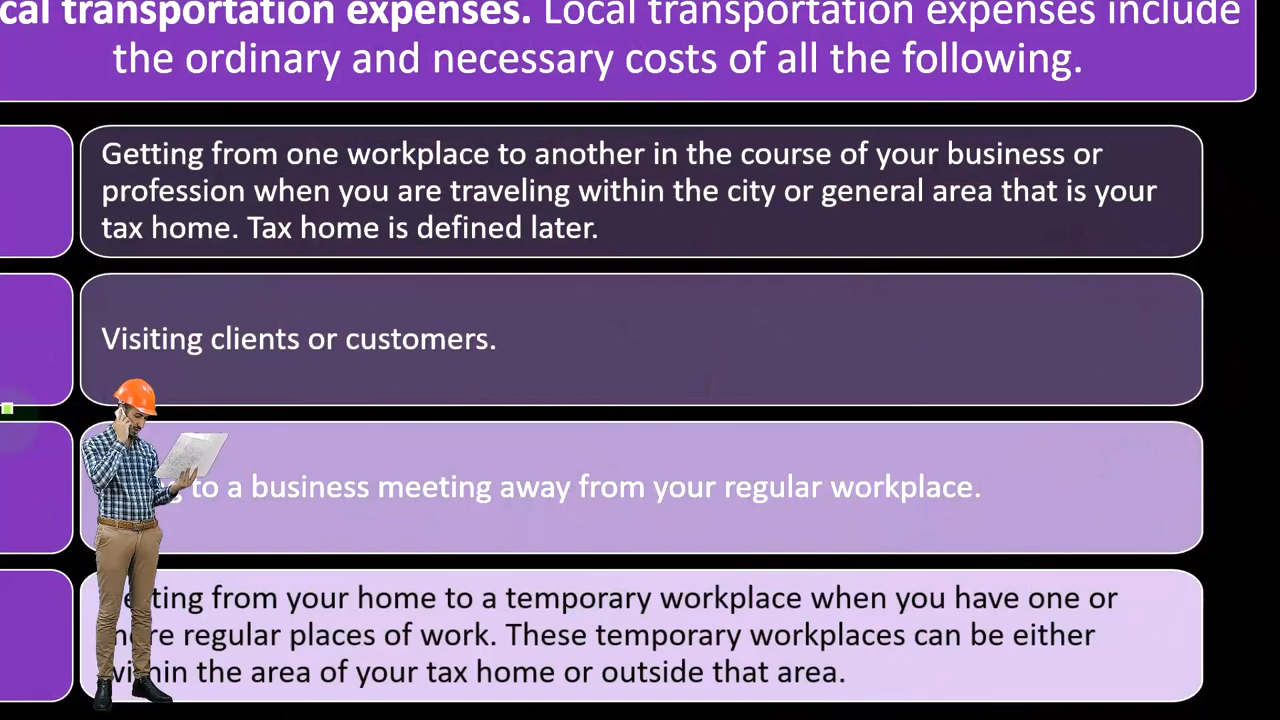 cal transportation expenses. Local transportation expenses include
the ordinary and necessary costs of all the following.
Getting from one workplace to another in the course of your business or
profession when you are traveling within the city or general area that is your
tax home. Tax home is defined later.
Visiting clients or customers.
to a business meeting away from your regular workplace.
from your home to a temporary workplace when you have one or
regular places of work. These temporary workplaces can be either
the area of your tax home or outside that area.